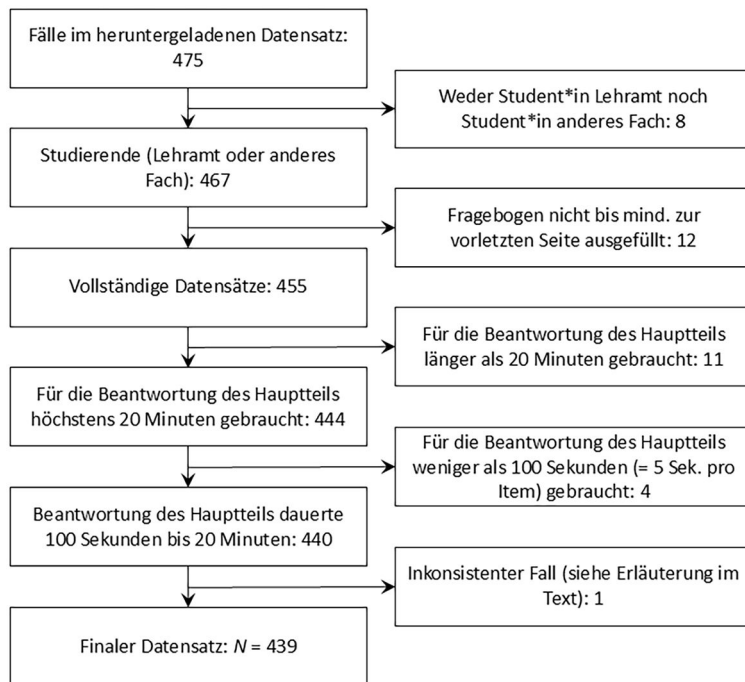 Fälle im heruntergeladenen Datensatz:
475
Weder Student*in Lehramt noch
Student*in anderes Fach: 8
Studierende (Lehramt oder anderes
Fach): 467
Fragebogen nicht bis mind. zur
vorletzten Seite ausgefüllt: 12
Vollständige Datensätze: 455
Für die Beantwortung des Hauptteils
länger als 20 Minuten gebraucht: 11
Für die Beantwortung des Hauptteils
höchstens 20 Minuten gebraucht: 444
Für die Beantwortung des Hauptteils
weniger als 100 Sekunden (= 5 Sek. pro
Item) gebraucht: 4
Beantwortung des Hauptteils dauerte
100 Sekunden bis 20 Minuten: 440
Inkonsistenter Fall (siehe Erläuterung im
Text): 1
Finaler Datensatz: N = 439